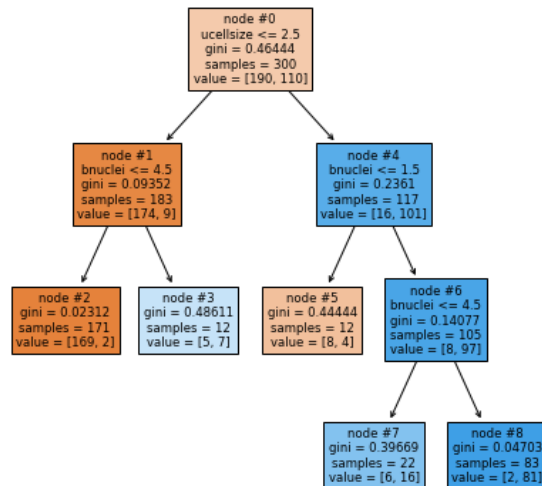 node #0
ucellsize <= 2.5
gini = 0.46444
samples = 300
value = [190, 110]
node #1
bnuclei <= 4.5
gini = 0.09352
samples = 183
value = [174, 9]
node #4
bnuclei <= 1.5
gini = 0.2361
samples = 117
value = [16, 101]
node #2
gini = 0.02312
samples = 171
value = [169, 2]
node #3
gini = 0.48611
samples = 12
value = [5, 7]
node #5
gini = 0.44444
samples = 12
value = [8, 4]
node #6
bnuclei <= 4.5
gini = 0.14077
samples = 105
value = [8, 97]
node #7
gini = 0.39669
samples = 22
value = [6, 16]
node #8
gini = 0.04703
samples = 83
value = [2, 81]